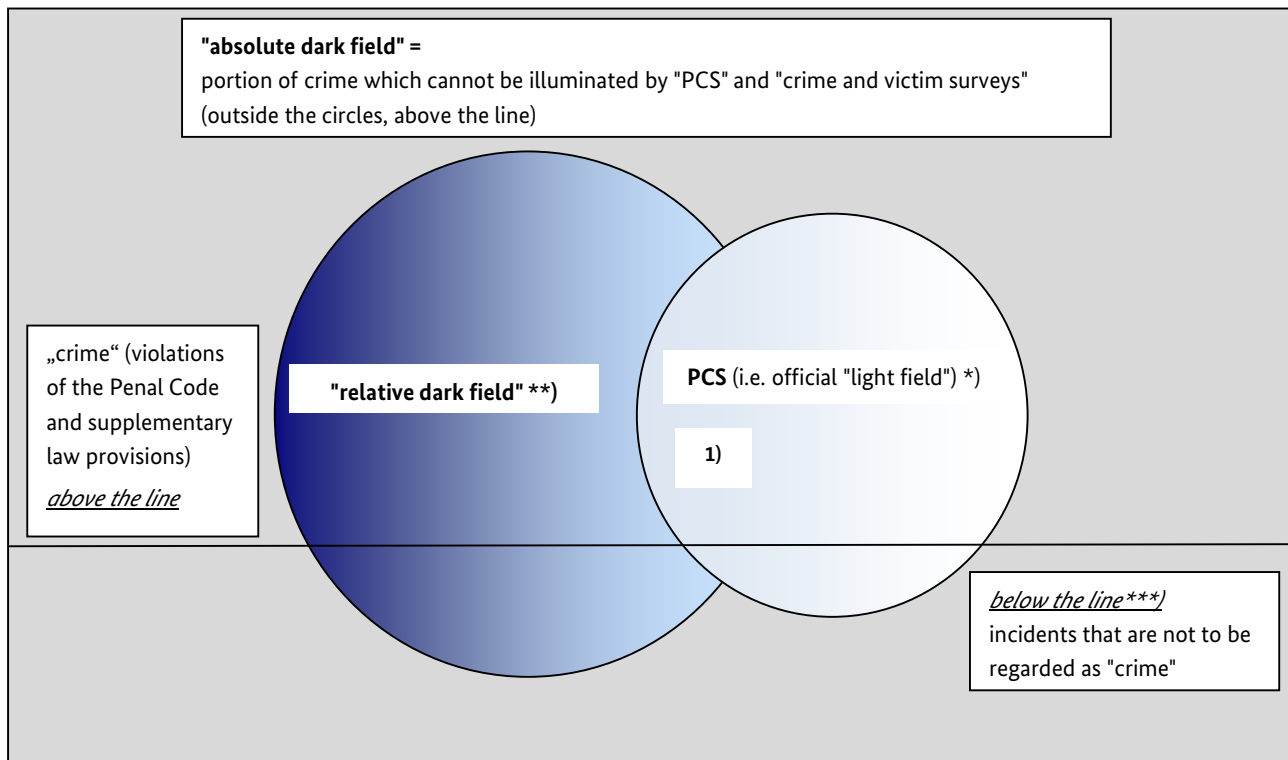 "absolute dark field" =
portion of crime which cannot be illuminated by "PCS" and "crime and victim surveys"
(outside the circles, above the line)
„crime“ (violations
of the Penal Code
and supplementary
law provisions)
above the line
"relative dark field" **)
PCS (i.e. official "light field") *)
1)
below the line***)
incidents that are not to be
regarded as "crime"